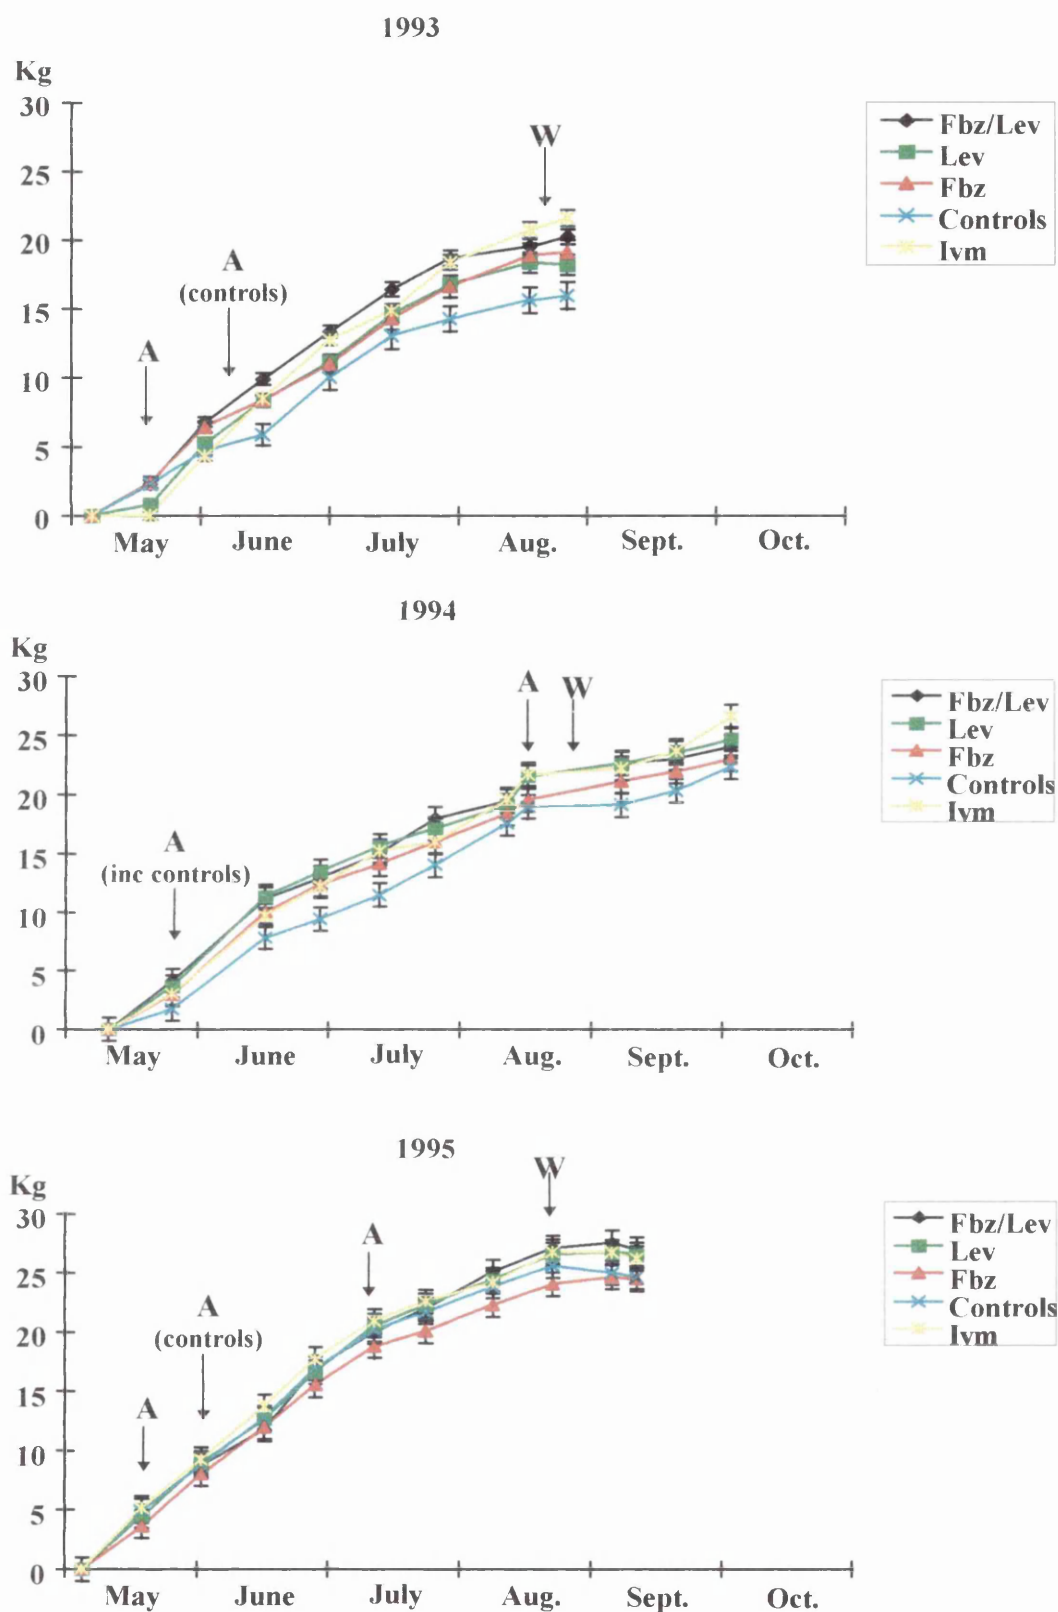 1993
Kg
30
25
20
15
10
5
0
W
A
(controls)
A
May June July Aug. Sept. Oct.
Fbz/Lev
Lev
Fbz
Controls
Ivm
1994
Kg
30
25
20
15
10
5
0
A W
A
(inc controls)
May June July Aug. Sept. Oct.
Fbz/Lev
Lev
Fbz
Controls
Ivm
1995
Kg
30
25
20
15
10
5
0
W
A
A
(controls)
A
May June July Aug. Sept. Oct.
Fbz/Lev
Lev
Fbz
Controls
Ivm